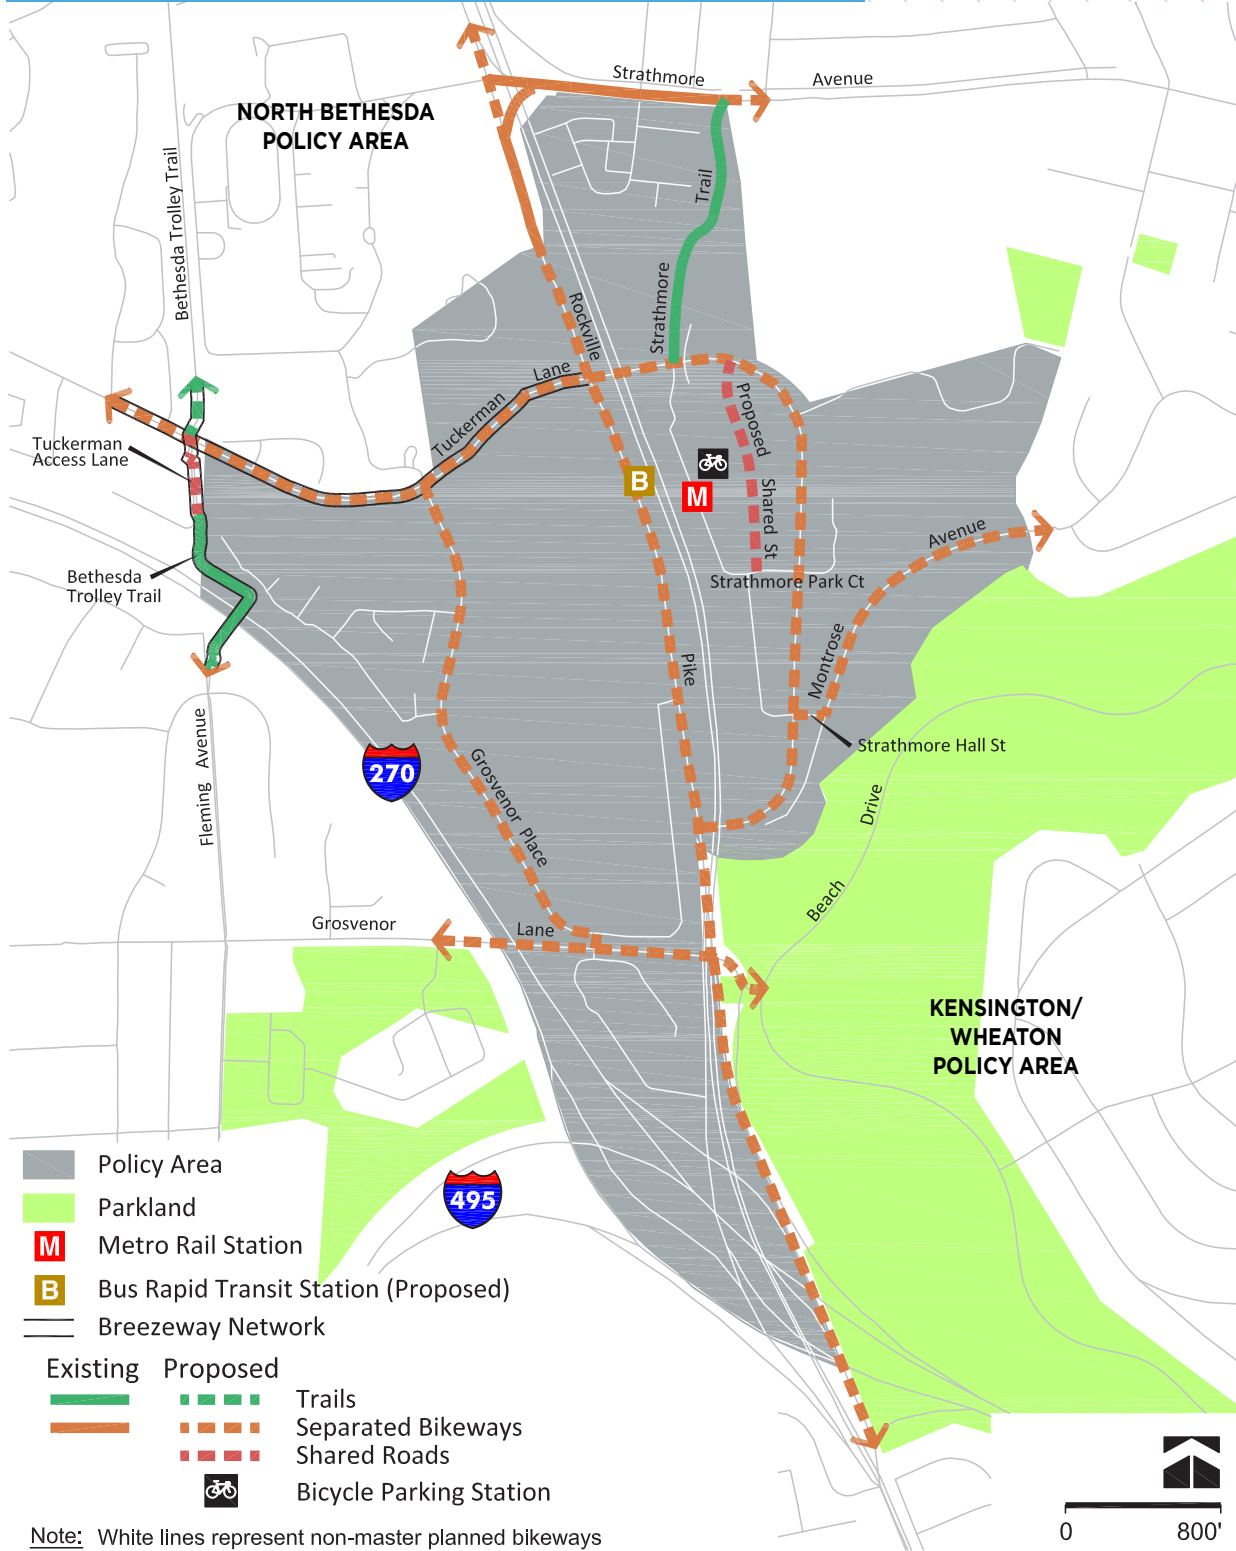 Strathmore Avenue
NORTH BETHESDA
POLICY AREA
Bethesda Trolley Trail
Trail
Strathmore
Rockville
Lane
Tuckerman
Proposed
Shared St
Tuckerman
Access Lane
B
M
Avenue
Bethesda
Trolley Trail
Strathmore Park Ct
Montrose
Pike
Strathmore Hall St
270
Fleming Avenue
Grosvenor Place
Drive
Beach
Grosvenor
Lane
KENSINGTON/
WHEATON
POLICY AREA
495
Policy Area
Parkland
M Metro Rail Station
B Bus Rapid Transit Station (Proposed)
Breezeway Network
Existing Proposed
Trails
Separated Bikeways
Shared Roads
Bicycle Parking Station
Note: White lines represent non-master planned bikeways
0 800'